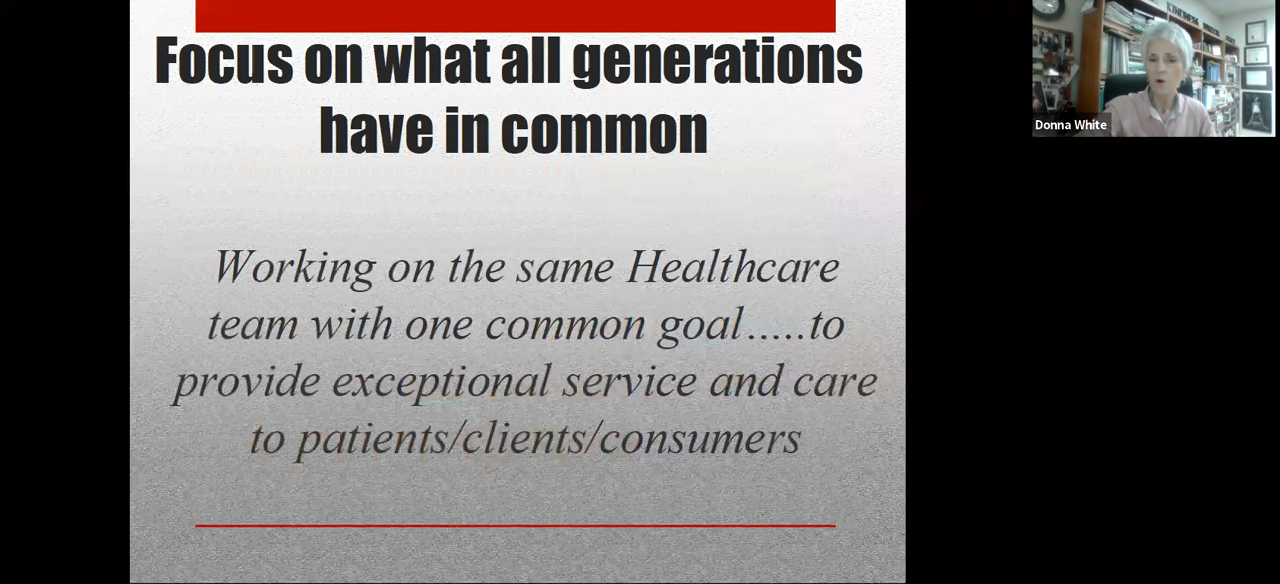 Focus on what all generations
have in common
Working on the same Healthcare
team with one common goal.....to
provide exceptional service and care
to patients/clients/consumers
Donna White
KINDNESS